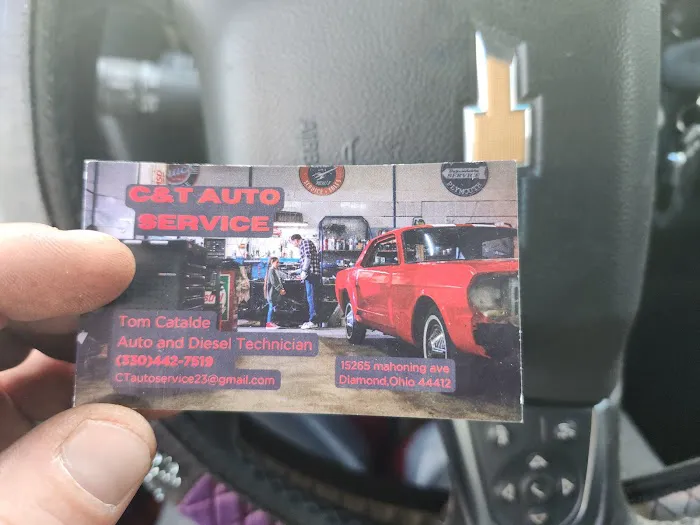 C&T AUTO
SERVICE
Tom Catalde
Auto and Diesel Technician
(330)442-7519
CTautoservice23@gmail.com
15265 mahoning ave
Diamond,Ohio 44412
PLYMOUTH